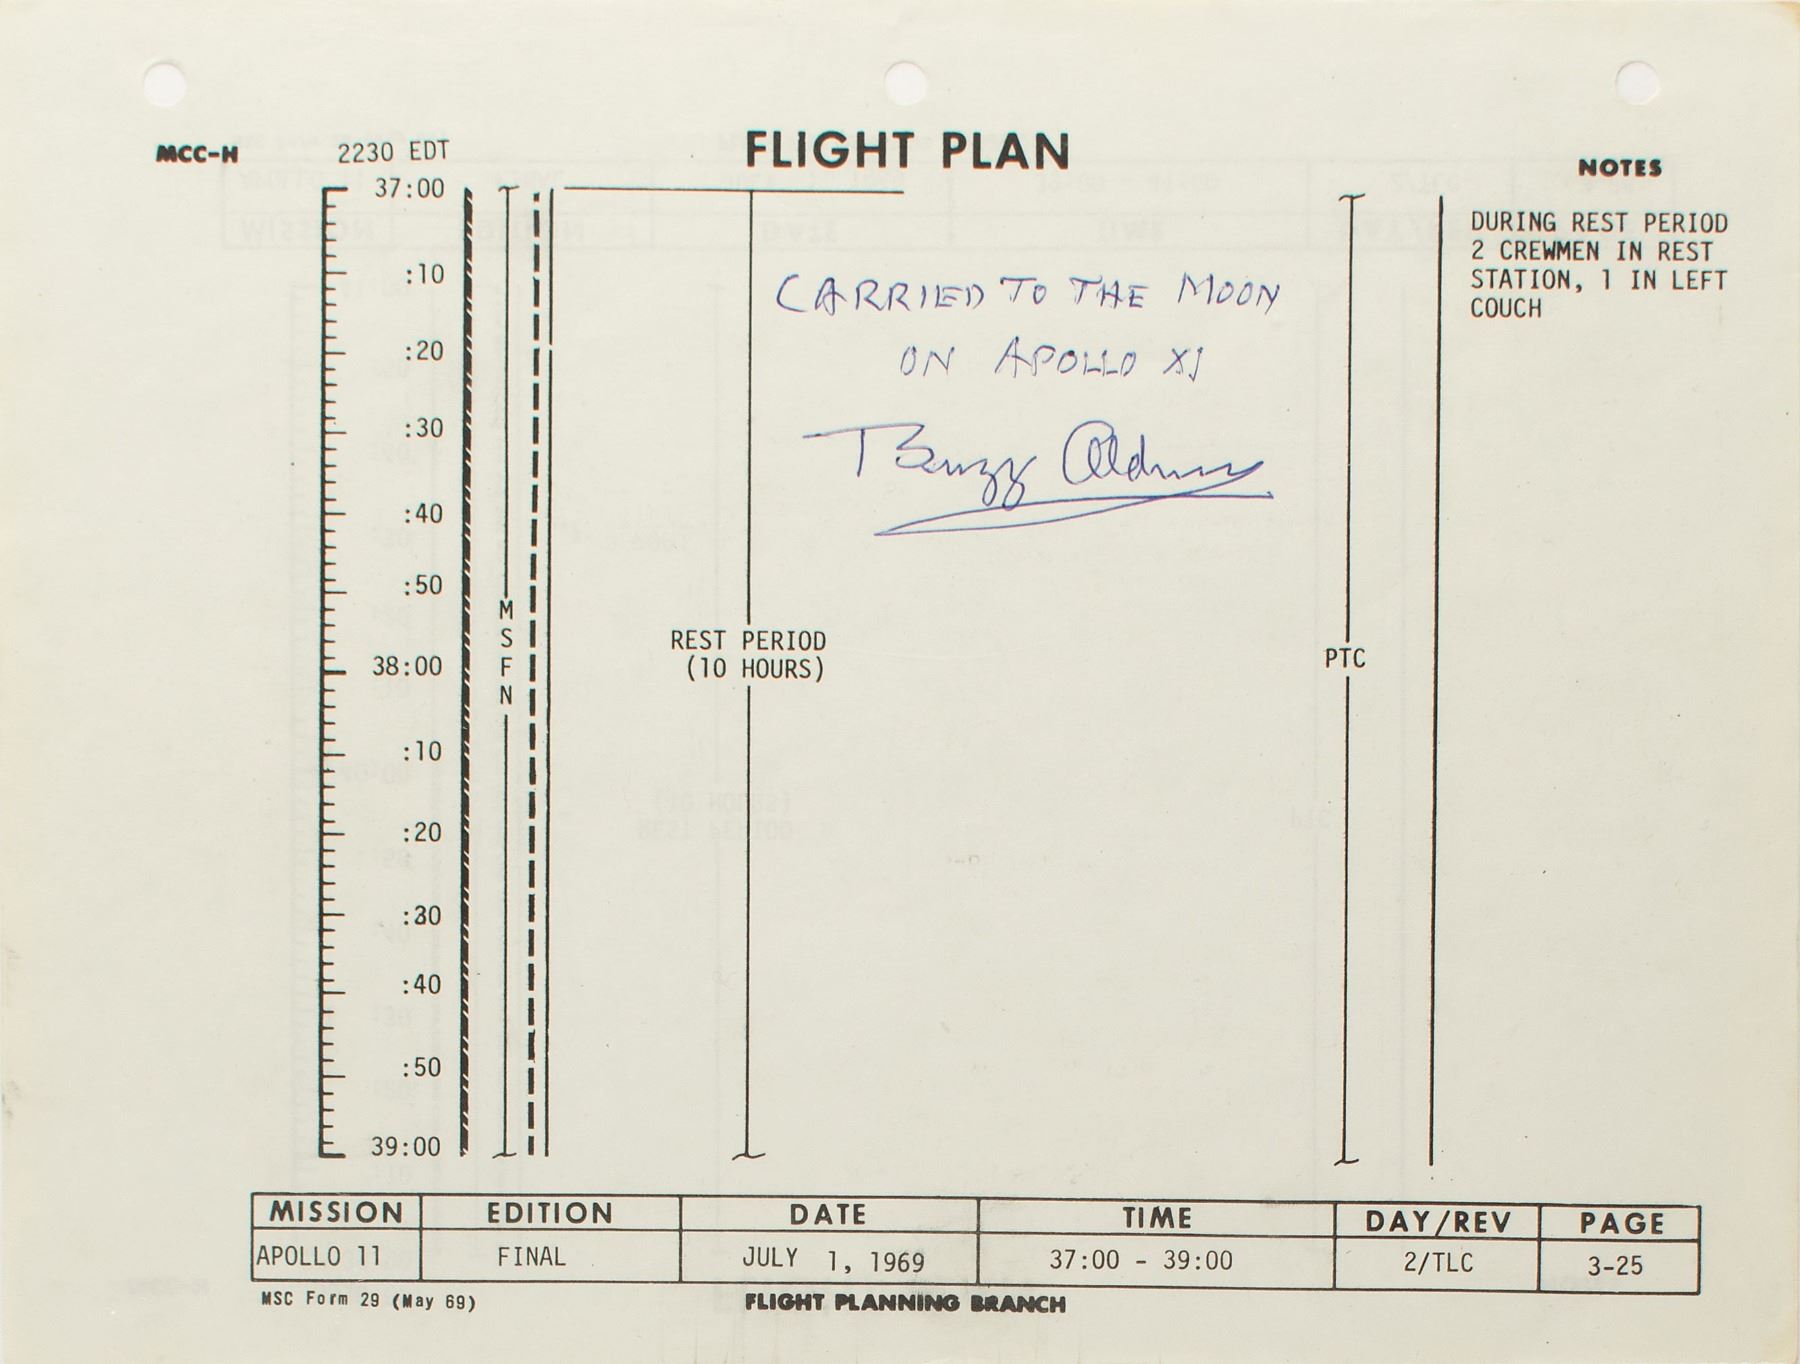 MCC-H
2230 EDT
FLIGHT PLAN
NOTES
37:00
:10
:20
:30
:40
:50
38:00
:10
:20
:30
:40
:50
39:00
MSFN
REST PERIOD
(10 HOURS)
CARRIED TO THE MOON
ON APOLLO XI
Buzz Aldrin
PTC
DURING REST PERIOD
2 CREWMEN IN REST
STATION, 1 IN LEFT
COUCH
MISSION EDITION DATE TIME DAY/REV PAGE
APOLLO 11 FINAL JULY 1, 1969 37:00 - 39:00 2/TLC 3-25
MSC Form 29 (May 69) FLIGHT PLANNING BRANCH